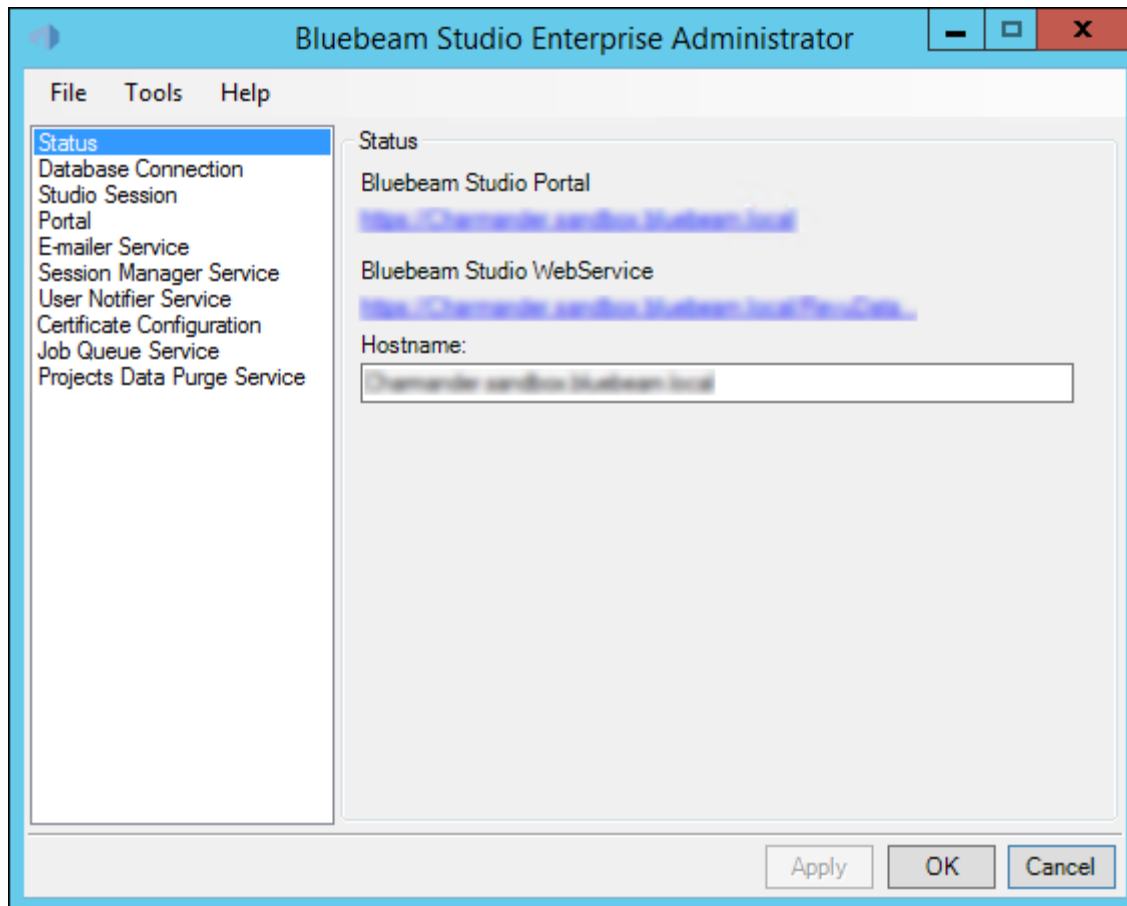 Bluebeam Studio Enterprise Administrator
File Tools Help
Status
Database Connection
Studio Session
Portal
E-mailer Service
Session Manager Service
User Notifier Service
Certificate Configuration
Job Queue Service
Projects Data Purge Service
Status
Bluebeam Studio Portal
Bluebeam Studio WebService
Hostname:
Apply OK Cancel